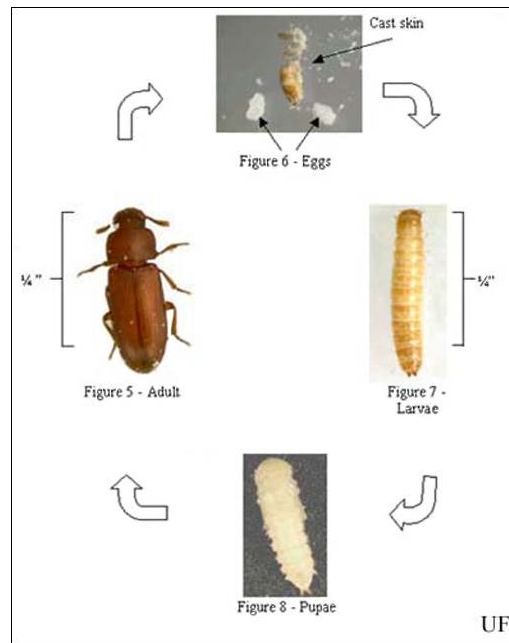 Cast skin
Figure 6 - Eggs
¼"
¼"
Figure 5 - Adult
Figure 7 -
Larvae
Figure 8 - Pupae
UF